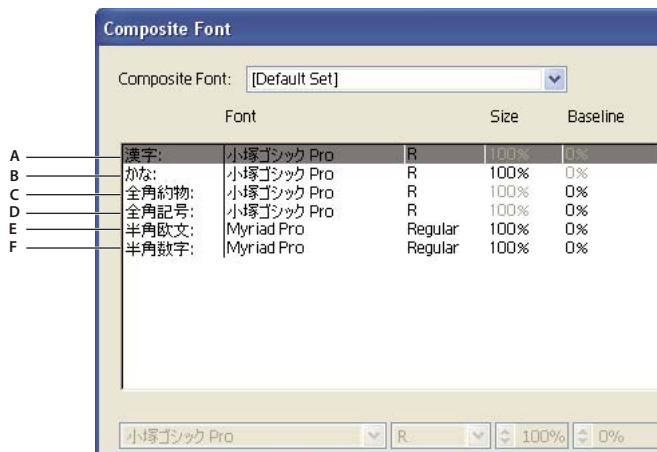 Composite Font
Composite Font: [Default Set]
Font Size Baseline
A 漢字: 小塚ゴシック Pro R 100% 0%
B かな: 小塚ゴシック Pro R 100% 0%
C 全角約物: 小塚ゴシック Pro R 100% 0%
D 全角記号: 小塚ゴシック Pro R 100% 0%
E 半角欧文: Myriad Pro Regular 100% 0%
F 半角数字: Myriad Pro Regular 100% 0%
小塚ゴシック Pro R 100% 0%